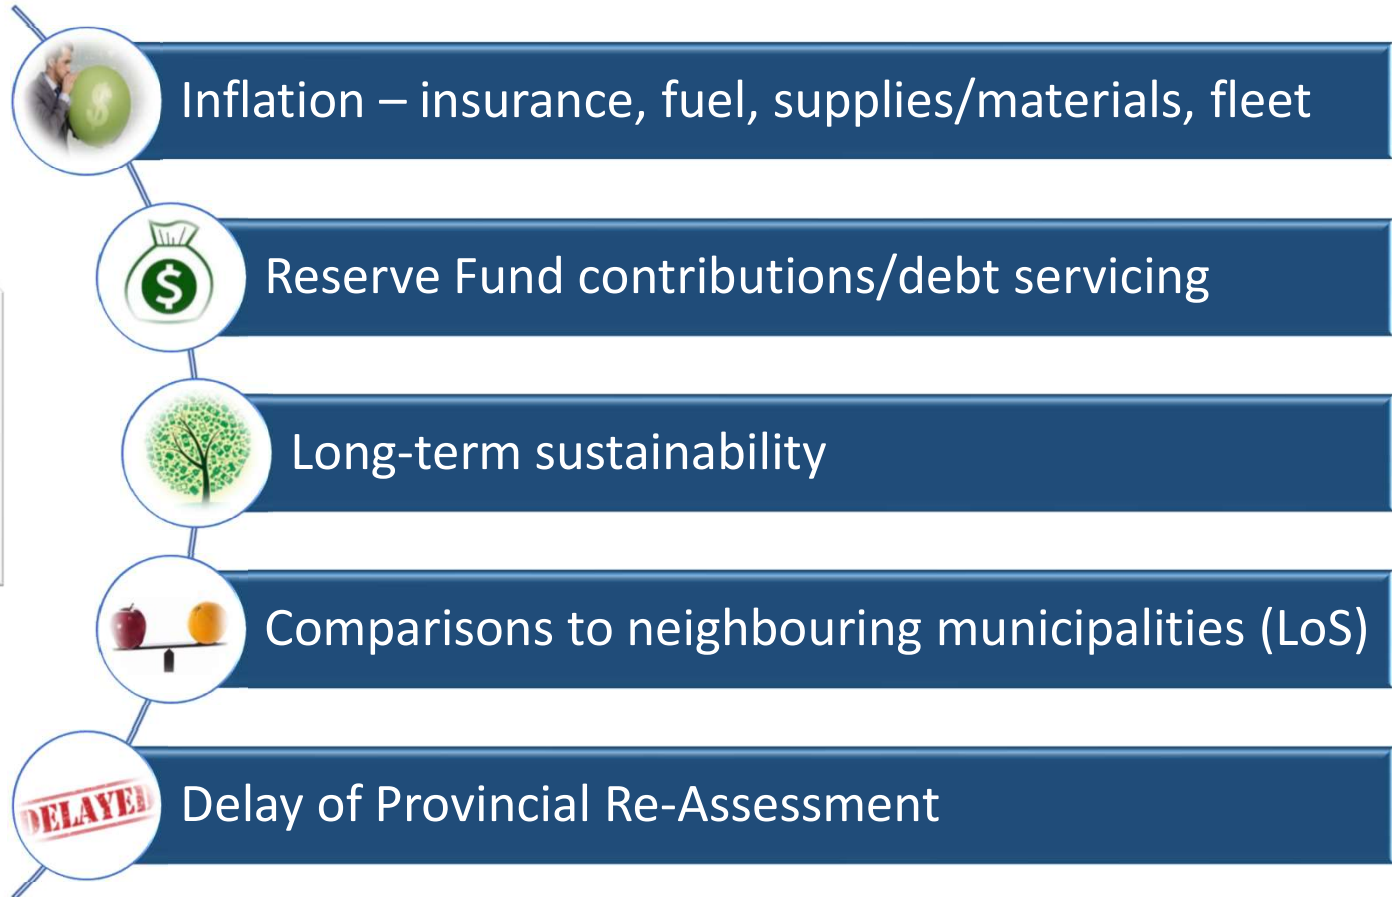 Inflation – insurance, fuel, supplies/materials, fleet
$
Reserve Fund contributions/debt servicing
$
Long-term sustainability
Comparisons to neighbouring municipalities (LoS)
DELAYED
Delay of Provincial Re-Assessment